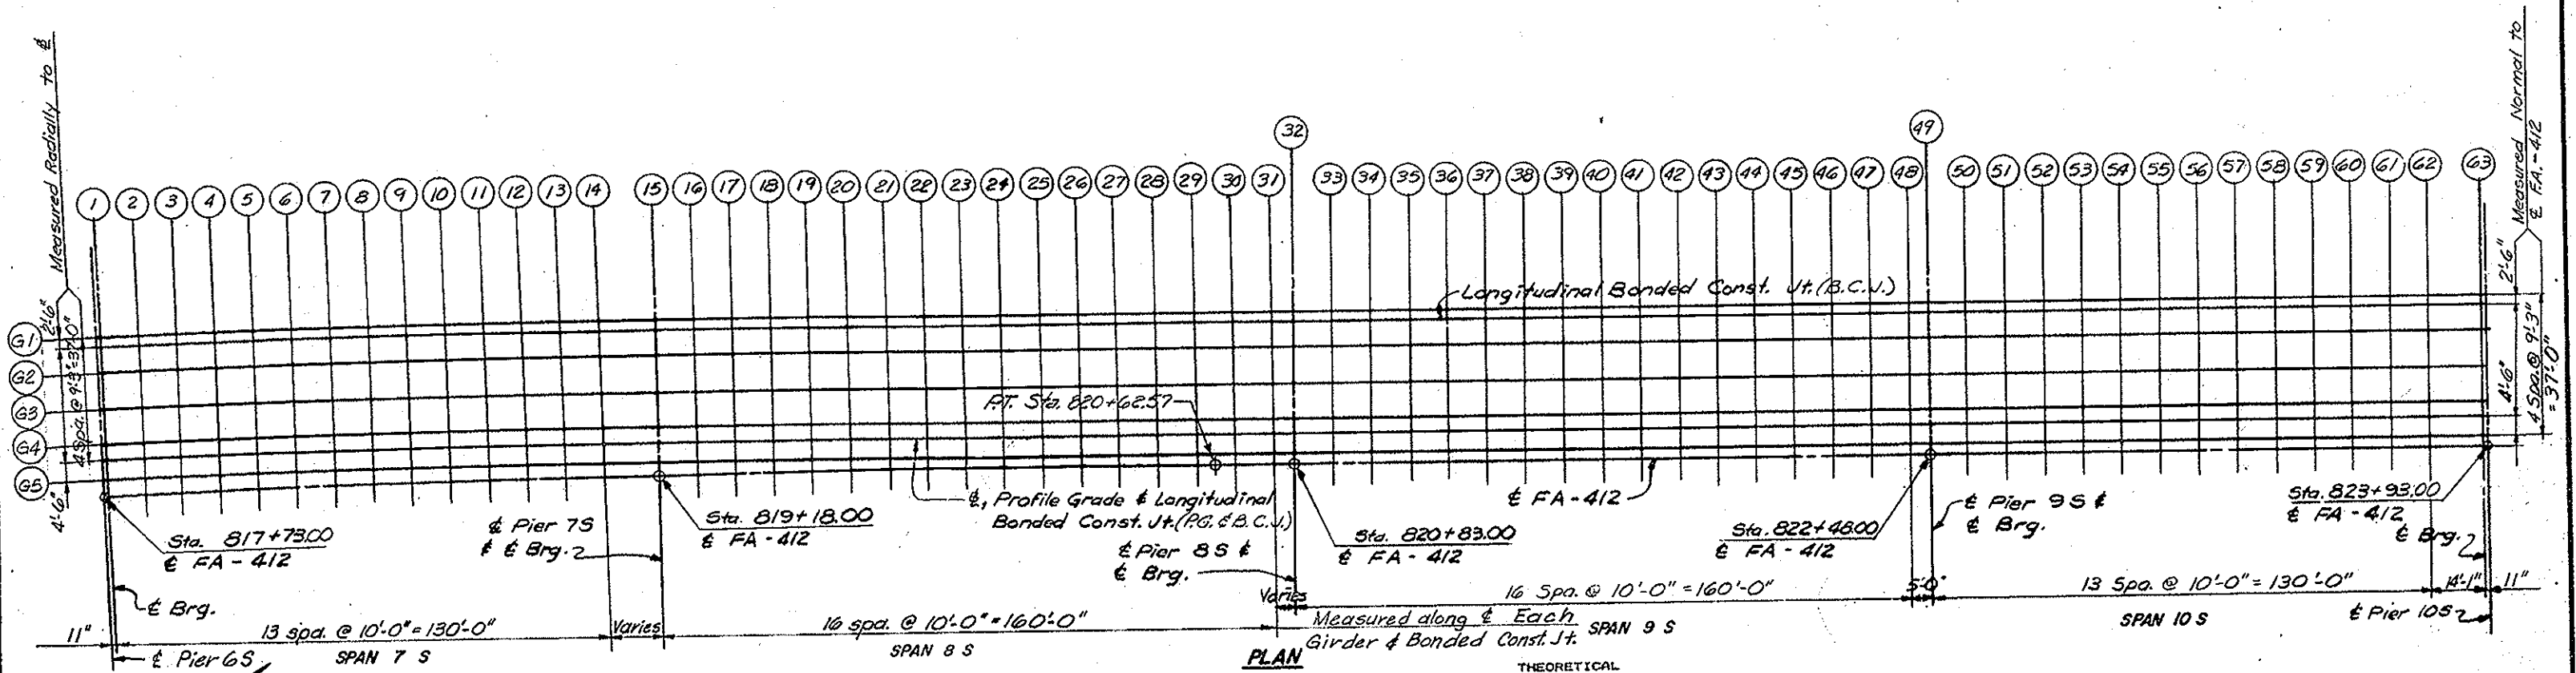 Measured Radially to ℄
Measured Normal to
℄ FA-412
32
49
1 2 3 4 5 6 7 8 9 10 11 12 13 14 15 16 17 18 19 20 21 22 23 24 25 26 27 28 29 30 31 33 34 35 36 37 38 39 40 41 42 43 44 45 46 47 48 50 51 52 53 54 55 56 57 58 59 60 61 62 63
Longitudinal Bonded Const. Jt. (B.C.J.)
2'-6"
2'-6"
G1
G2
G3
G4
G5
4 Spa. @ 9'-3"=37'-0"
4'-6"
4'-6"
4 Spa. @ 9'-3"
= 37'-0"
P.T. Sta. 820+62.57
℄, Profile Grade & Longitudinal
Bonded Const. Jt. (P.G. & B.C.J.)
℄ FA-412
Sta. 817+73.00
℄ FA-412
℄ Pier 7S
& ℄ Brg.
Sta. 819+18.00
℄ FA-412
℄ Pier 8S &
℄ Brg.
Sta. 820+83.00
℄ FA-412
Sta. 822+48.00
℄ FA-412
℄ Pier 9S &
℄ Brg.
Sta. 823+93.00
℄ FA-412
℄ Brg.
℄ Brg.
11"
13 spa. @ 10'-0"=130'-0"
Varies
16 spa. @ 10'-0"=160'-0"
Varies
16 Spa. @ 10'-0"=160'-0"
5'-0"
13 Spa. @ 10'-0"=130'-0"
14'-1"
11"
℄ Pier 6S
SPAN 7 S
SPAN 8 S
Measured along ℄ Each
Girder & Bonded Const. Jt.
SPAN 9 S
SPAN 10 S
℄ Pier 10S
PLAN
THEORETICAL